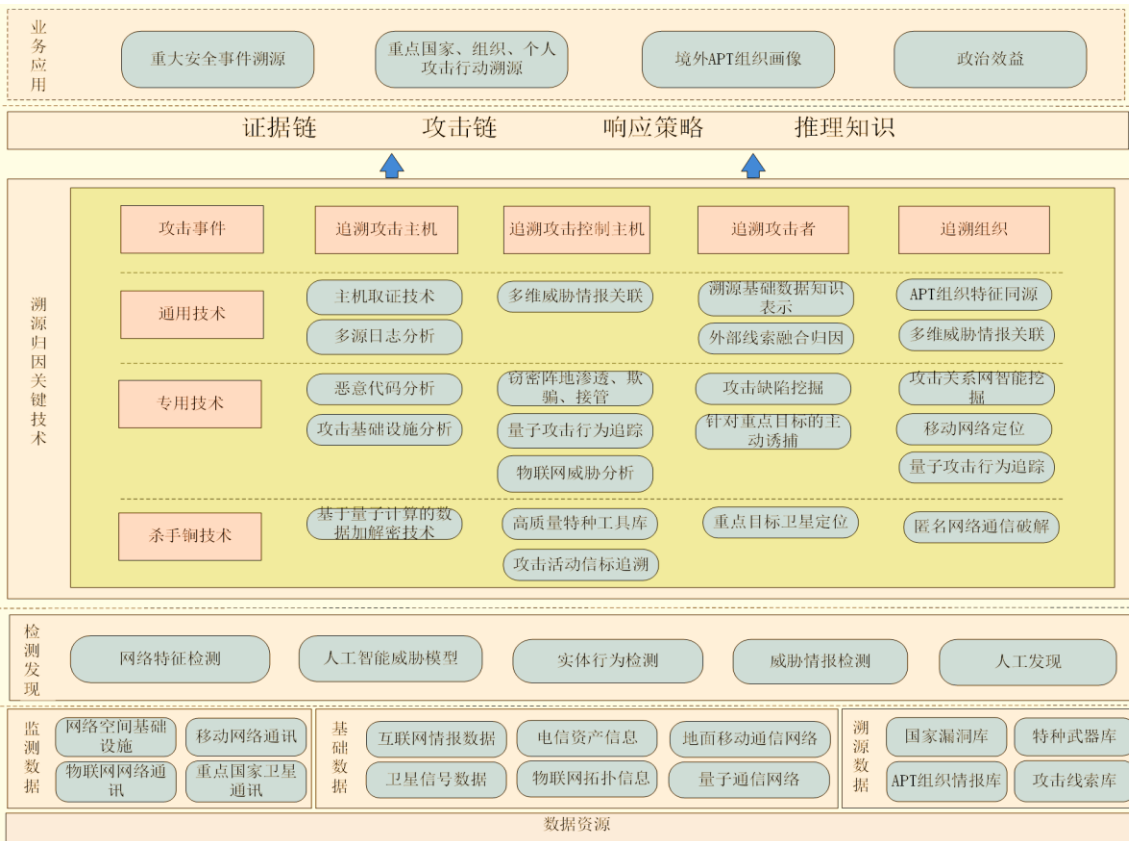 业务应用
重大安全事件溯源
重点国家、组织、个人
攻击行动溯源
境外APT组织画像
政治效益
证据链
攻击链
响应策略
推理知识
溯源归因关键技术
攻击事件
追溯攻击主机
追溯攻击控制主机
追溯攻击者
追溯组织
通用技术
主机取证技术
多源日志分析
多维威胁情报关联
溯源基础数据知识
表示
外部线索融合归因
APT组织特征同源
多维威胁情报关联
专用技术
恶意代码分析
攻击基础设施分析
窃密阵地渗透、欺
骗、接管
量子攻击行为追踪
物联网威胁分析
攻击缺陷挖掘
针对重点目标的主
动诱捕
攻击关系网智能挖
掘
移动网络定位
量子攻击行为追踪
杀手锏技术
基于量子计算的数
据加解密技术
高质量特种工具库
攻击活动信标追溯
重点目标卫星定位
匿名网络通信破解
检测发现
网络特征检测
人工智能威胁模型
实体行为检测
威胁情报检测
人工发现
监测数据
网络空间基础
设施
移动网络通讯
物联网网络通
讯
重点国家卫星
通讯
基础数据
互联网情报数据
电信资产信息
地面移动通信网络
卫星信号数据
物联网拓扑信息
量子通信网络
溯源数据
国家漏洞库
特种武器库
APT组织情报库
攻击线索库
数据资源